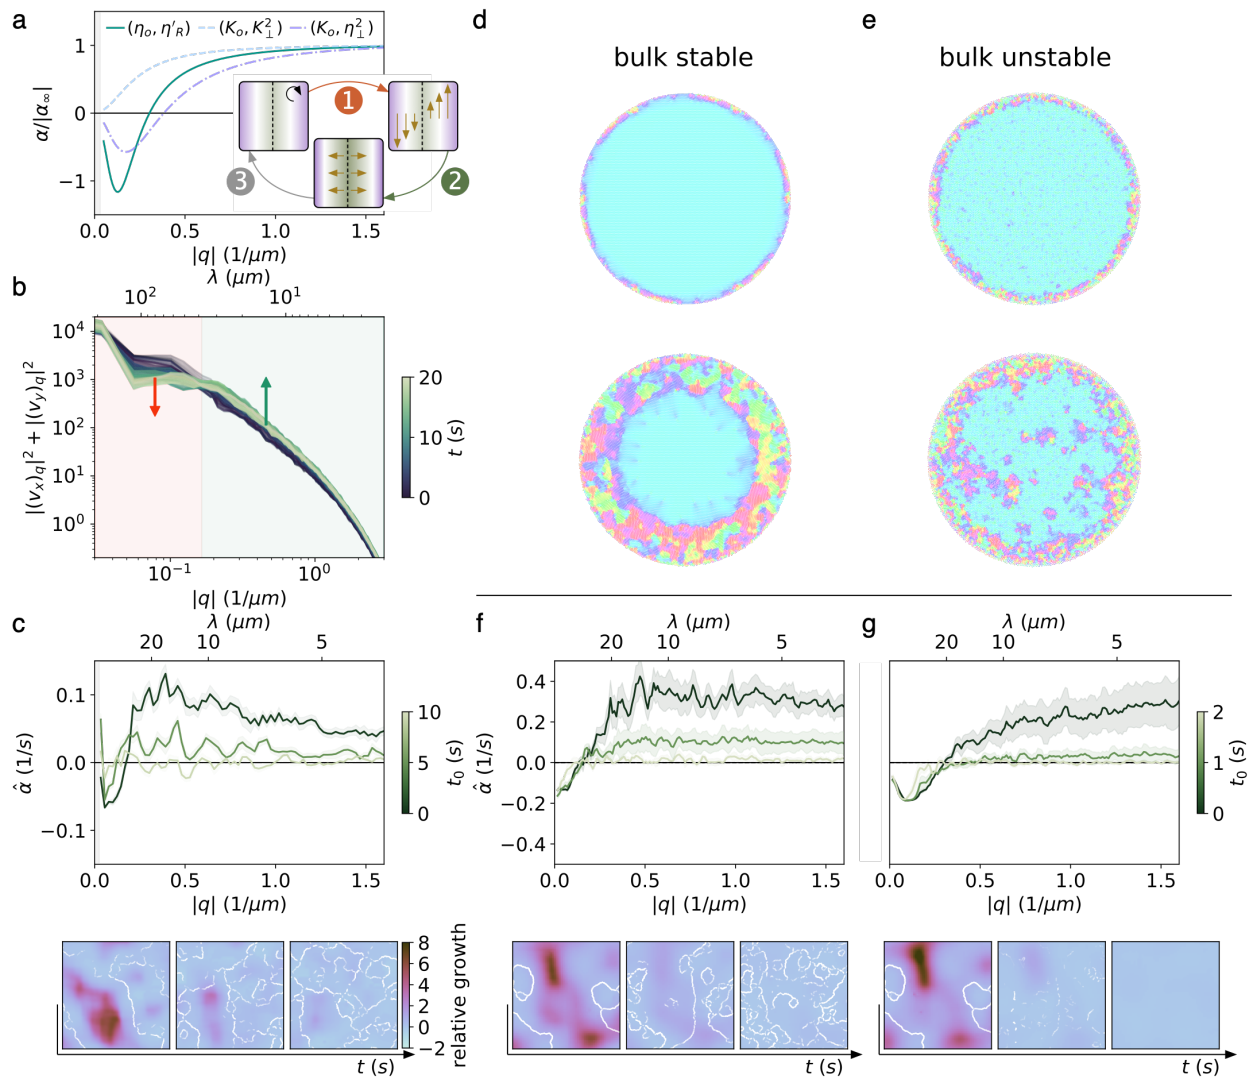 a
(η_o, η'_R) (K_o, K_⊥^2) (K_o, η_⊥^2)
1
0
−1
α/|α_∞|
1
2
3
0.0 0.5 1.0 1.5
|q| (1/μm)
b
λ (μm)
10^2 10^1
10^4
10^3
10^2
10^1
10^0
|(v_x)_q|^2 + |(v_y)_q|^2
20
10
0
t (s)
10^−1 10^0
|q| (1/μm)
c
λ (μm)
20 10 5
0.1
0.0
−0.1
α̂ (1/s)
10
5
0
t_0 (s)
0.0 0.5 1.0 1.5
|q| (1/μm)
8
6
4
2
0
−2
relative growth
t (s)
d
bulk stable
e
bulk unstable
f
λ (μm)
20 10 5
0.4
0.2
0.0
−0.2
−0.4
α̂ (1/s)
0.0 0.5 1.0 1.5
|q| (1/μm)
t (s)
g
λ (μm)
20 10 5
2
1
0
t_0 (s)
0.0 0.5 1.0 1.5
|q| (1/μm)
t (s)